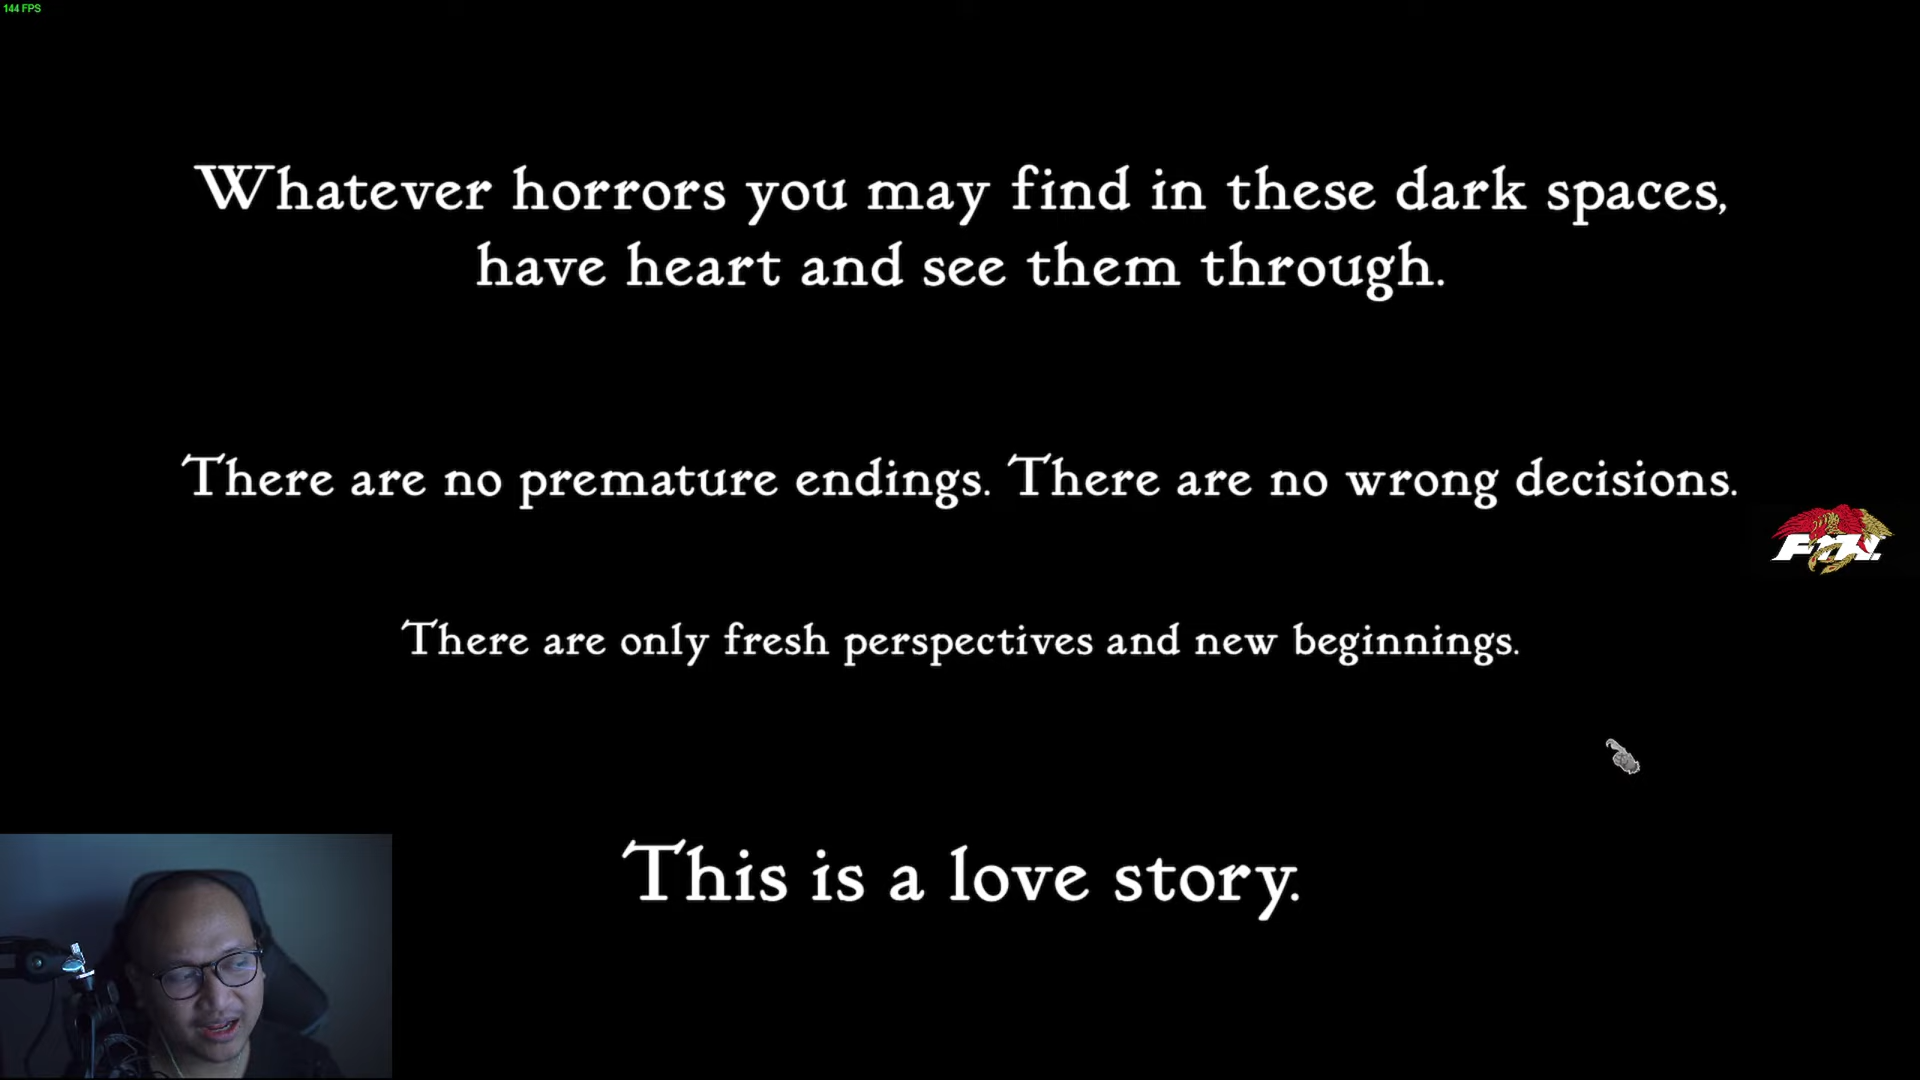 144 FPS
Whatever horrors you may find in these dark spaces,
have heart and see them through.
There are no premature endings. There are no wrong decisions.
There are only fresh perspectives and new beginnings.
This is a love story.